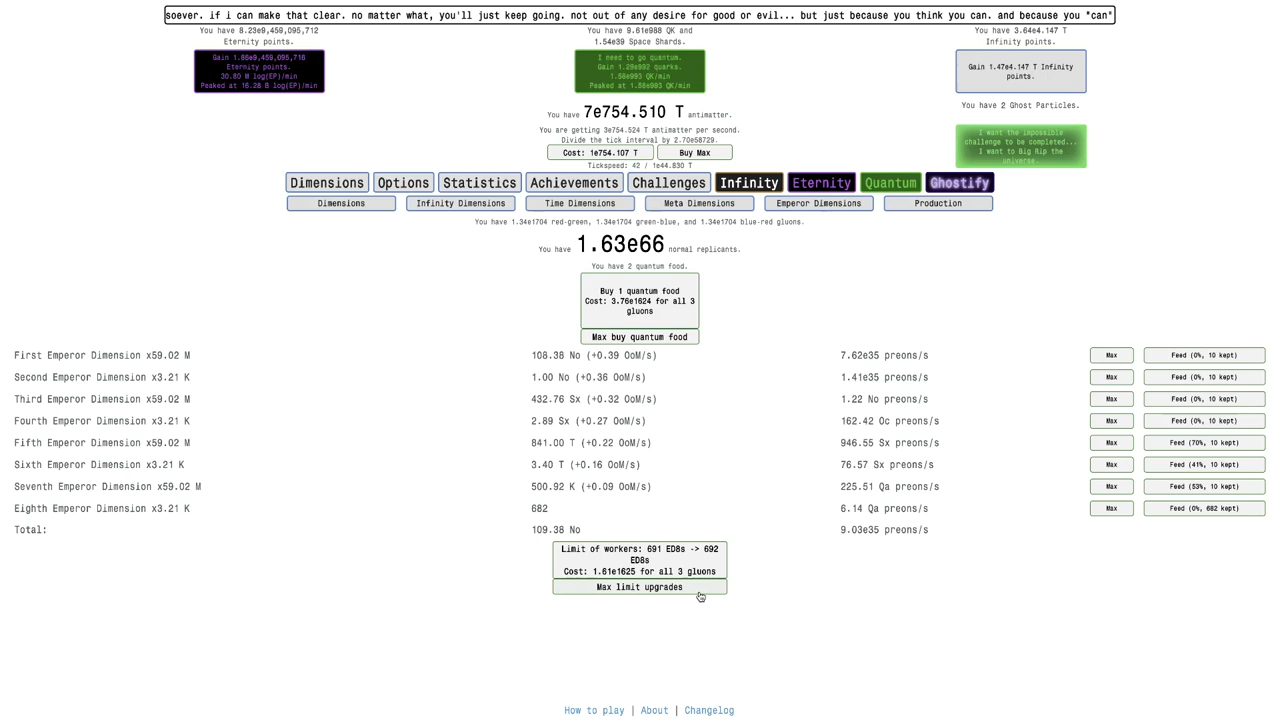 soever. if i can make that clear. no matter what, you'll just keep going. not out of any desire for good or evil... but just because you think you can. and because you "can"
You have 8.23e9,459,095,712
Eternity points.
Gain 1.86e9,459,095,716
Eternity points.
30.80 M log(EP)/min
Peaked at 16.28 B log(EP)/min
You have 9.61e988 QK and
1.54e39 Space Shards.
I need to go quantum.
Gain 1.29e992 quarks.
1.58e993 QK/min
Peaked at 1.58e993 QK/min
You have 3.64e4.147 T
Infinity points.
Gain 1.47e4.147 T Infinity
points.
You have 2 Ghost Particles.
I want the impossible
challenge to be completed...
I want to Big Rip the
universe.
You have 7e754.510 T antimatter.
You are getting 3e754.524 T antimatter per second.
Divide the tick interval by 2.70e58729.
Cost: 1e754.107 T Buy Max
Tickspeed: 42 / 1e44.830 T
Dimensions Options Statistics Achievements Challenges Infinity Eternity Quantum Ghostify
Dimensions Infinity Dimensions Time Dimensions Meta Dimensions Emperor Dimensions Production
You have 1.34e1704 red-green, 1.34e1704 green-blue, and 1.34e1704 blue-red gluons.
You have 1.63e66 normal replicants.
You have 2 quantum food.
Buy 1 quantum food
Cost: 3.76e1624 for all 3
gluons
Max buy quantum food
First Emperor Dimension x59.02 M 108.38 No (+0.39 OoM/s) 7.62e35 preons/s Max Feed (0%, 10 kept)
Second Emperor Dimension x3.21 K 1.00 No (+0.36 OoM/s) 1.41e35 preons/s Max Feed (0%, 10 kept)
Third Emperor Dimension x59.02 M 432.76 Sx (+0.32 OoM/s) 1.22 No preons/s Max Feed (0%, 10 kept)
Fourth Emperor Dimension x3.21 K 2.89 Sx (+0.27 OoM/s) 162.42 Oc preons/s Max Feed (0%, 10 kept)
Fifth Emperor Dimension x59.02 M 841.00 T (+0.22 OoM/s) 946.55 Sx preons/s Max Feed (70%, 10 kept)
Sixth Emperor Dimension x3.21 K 3.40 T (+0.16 OoM/s) 76.57 Sx preons/s Max Feed (41%, 10 kept)
Seventh Emperor Dimension x59.02 M 500.92 K (+0.09 OoM/s) 225.51 Qa preons/s Max Feed (53%, 10 kept)
Eighth Emperor Dimension x3.21 K 682 6.14 Qa preons/s Max Feed (0%, 682 kept)
Total: 109.38 No 9.03e35 preons/s
Limit of workers: 691 ED8s -> 692
ED8s
Cost: 1.61e1625 for all 3 gluons
Max limit upgrades
How to play | About | Changelog